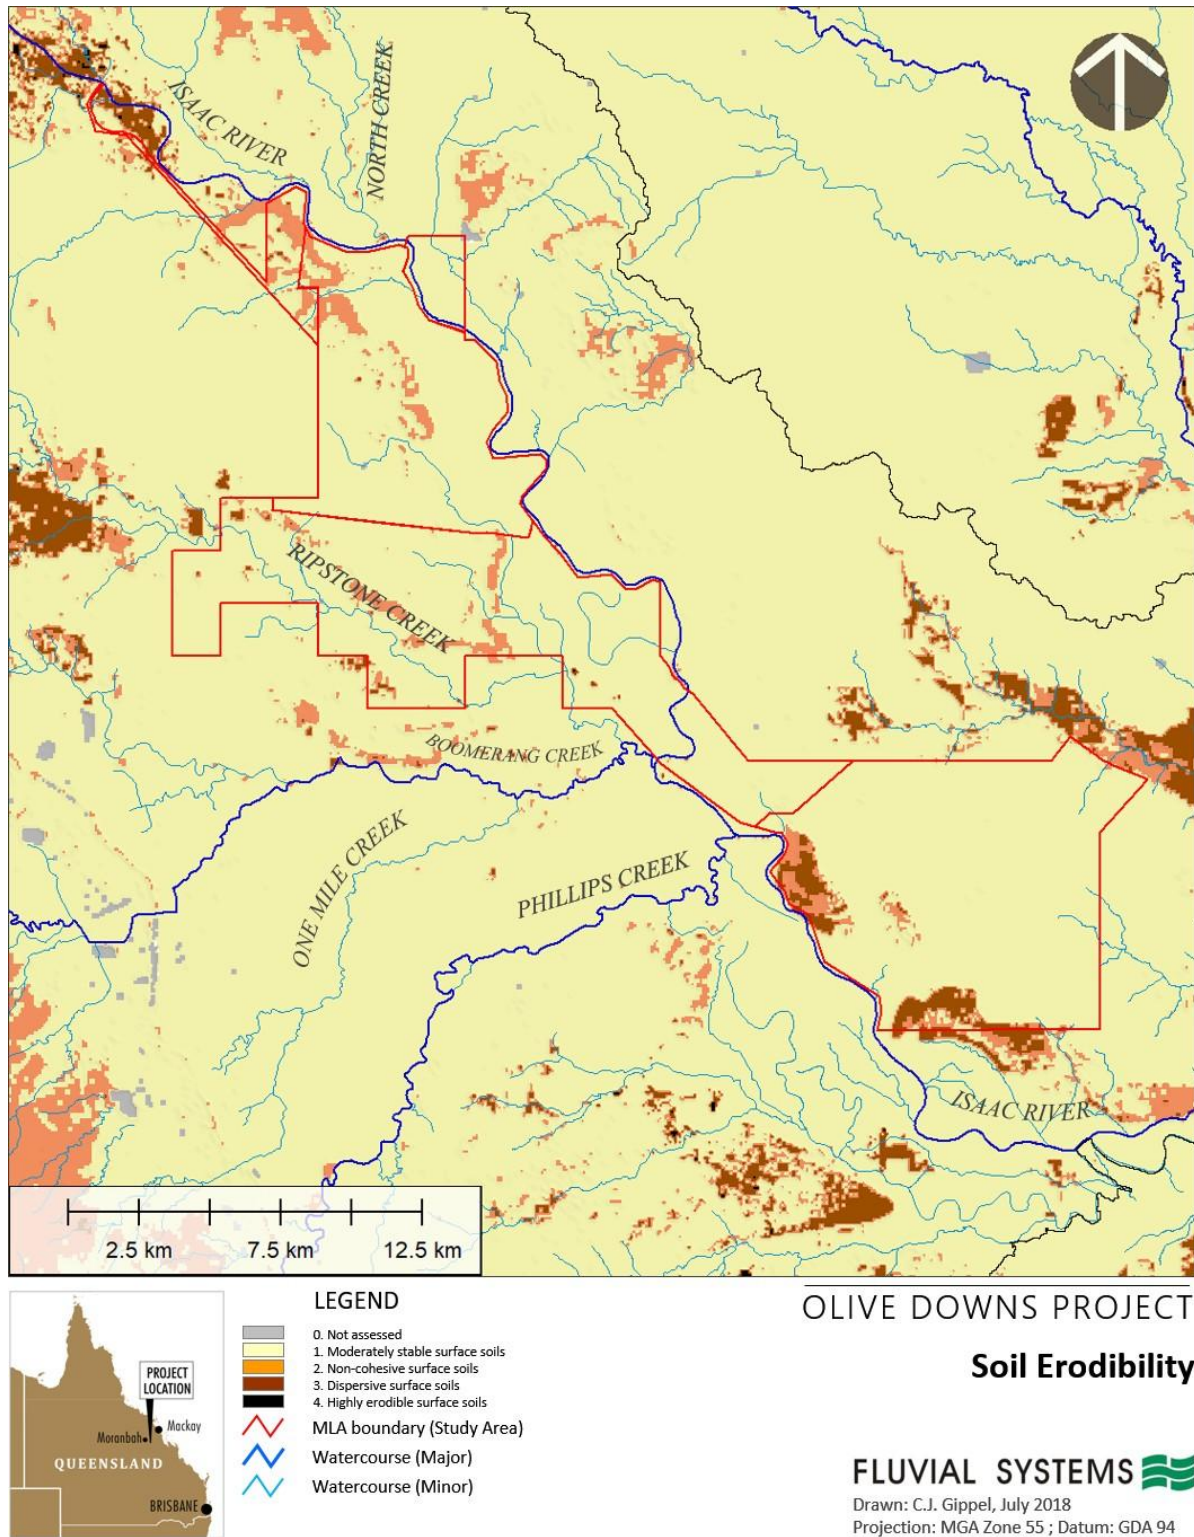 ISAAC RIVER
NORTH CREEK
RIPSTONE CREEK
BOOMERANG CREEK
ONE MILE CREEK
PHILLIPS CREEK
ISAAC RIVER
2.5 km 7.5 km 12.5 km
LEGEND
0. Not assessed
1. Moderately stable surface soils
2. Non-cohesive surface soils
3. Dispersive surface soils
4. Highly erodible surface soils
MLA boundary (Study Area)
Watercourse (Major)
Watercourse (Minor)
PROJECT
LOCATION
Mackay
Moranbah
QUEENSLAND
BRISBANE
OLIVE DOWNS PROJECT
Soil Erodibility
FLUVIAL SYSTEMS
Drawn: C.J. Gippel, July 2018
Projection: MGA Zone 55 ; Datum: GDA 94